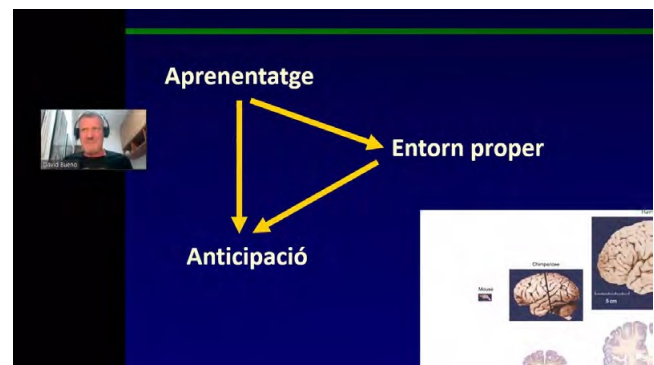 Aprenentatge
David Bueno
Entorn proper
Anticipació
Chimpanzee
Mouse
5 cm